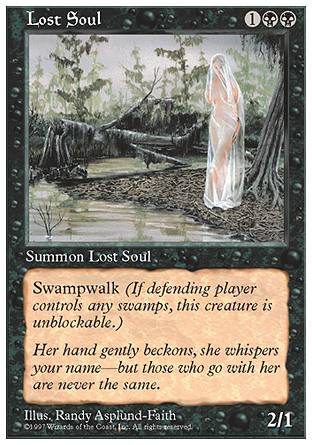 Lost Soul 1
Summon Lost Soul
Swampwalk (If defending player
controls any swamps, this creature is
unblockable.)
Her hand gently beckons, she whispers
your name—but those who go with her
are never the same.
Illus. Randy Asplund-Faith
©1997 Wizards of the Coast, Inc. All rights reserved.
2/1